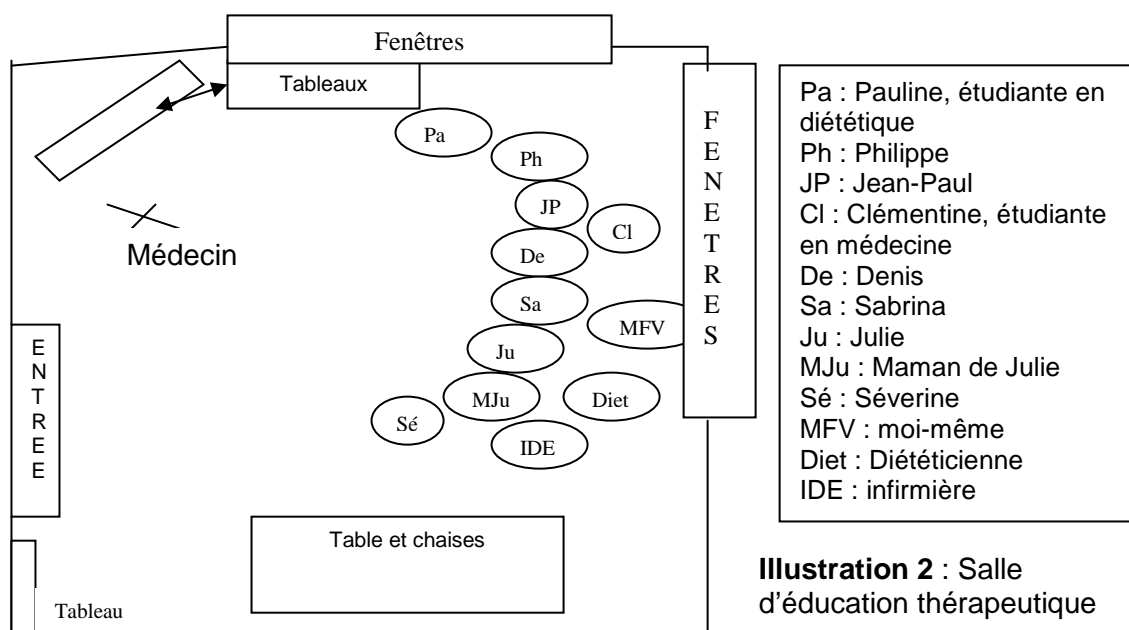 Fenêtres
Tableaux
Pa
Ph
JP
Cl
De
Sa
MFV
Ju
MJu
Diet
Sé
IDE
Médecin
FENETRES
ENTREE
Table et chaises
Tableau
Pa : Pauline, étudiante en
diététique
Ph : Philippe
JP : Jean-Paul
Cl : Clémentine, étudiante
en médecine
De : Denis
Sa : Sabrina
Ju : Julie
MJu : Maman de Julie
Sé : Séverine
MFV : moi-même
Diet : Diététicienne
IDE : infirmière
Illustration 2 : Salle
d'éducation thérapeutique